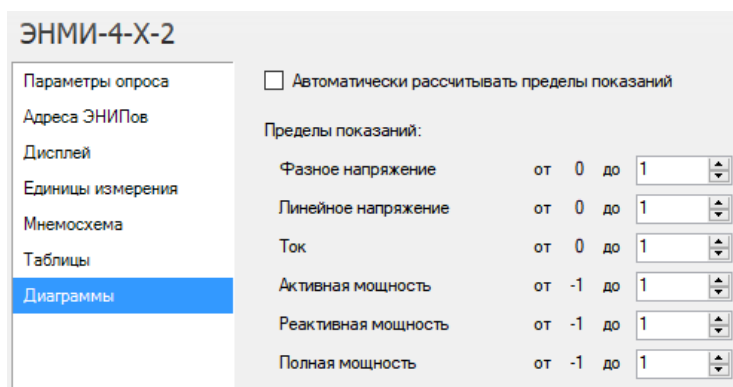 ЭНМИ-4-X-2
Параметры опроса
Адреса ЭНИПов
Дисплей
Единицы измерения
Мнемосхема
Таблицы
Диаграммы
Автоматически рассчитывать пределы показаний
Пределы показаний:
Фазное напряжение от 0 до 1
Линейное напряжение от 0 до 1
Ток от 0 до 1
Активная мощность от -1 до 1
Реактивная мощность от -1 до 1
Полная мощность от -1 до 1